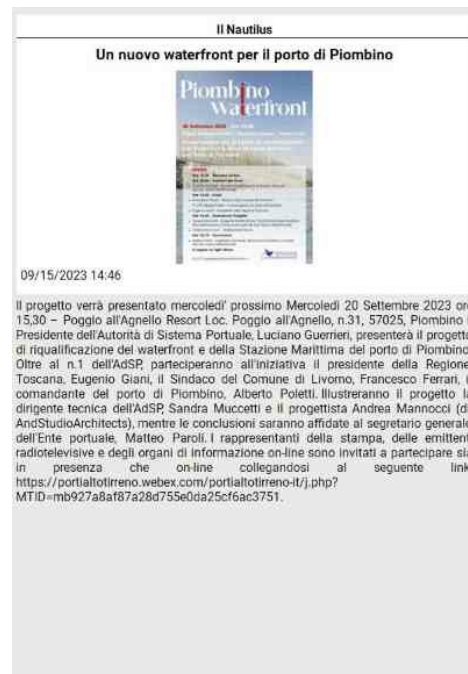 Il Nautilus
Un nuovo waterfront per il porto di Piombino
Piombino
Waterfront
09/15/2023 14:46
Il progetto verrà presentato mercoledi' prossimo Mercoledì 20 Settembre 2023 or
15,30 – Poggio all'Agnello Resort Loc. Poggio all'Agnello, n.31, 57025, Piombino
Presidente dell'Autorità di Sistema Portuale, Luciano Guerrieri, presenterà il progetto
di riqualificazione del waterfront e della Stazione Marittima del porto di Piombino
Oltre al n.1 dell'AdSP, parteciperanno all'iniziativa il presidente della Regione
Toscana, Eugenio Giani, il Sindaco del Comune di Livorno, Francesco Ferrari, i
comandante del porto di Piombino, Alberto Poletti. Illustreranno il progetto la
dirigente tecnica dell'AdSP, Sandra Muccetti e il progettista Andrea Mannocci (d
AndStudioArchitects), mentre le conclusioni saranno affidate al segretario generale
dell'Ente portuale, Matteo Paroli. I rappresentanti della stampa, delle emittent
radiotelevisive e degli organi di informazione on-line sono invitati a partecipare sia
in presenza che on-line collegandosi al seguente link
https://portialtotirreno.webex.com/portialtotirreno-it/j.php?
MTID=mb927a8af87a28d755e0da25cf6ac3751.